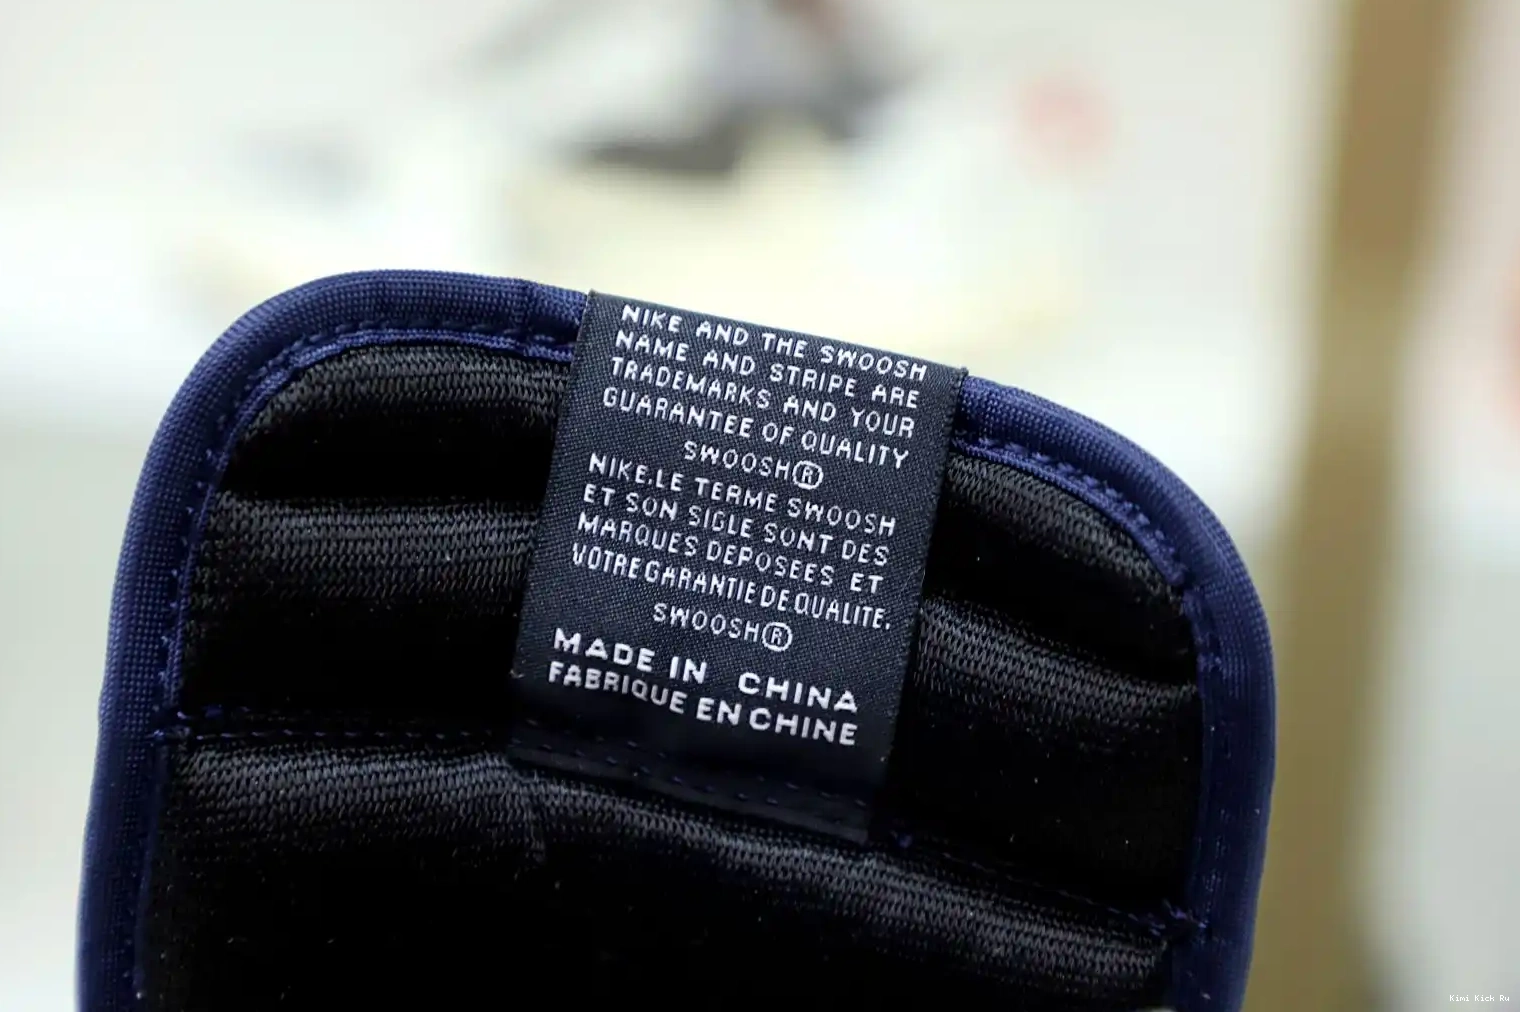 NIKE AND THE SWOOSH
NAME AND STRIPE ARE
TRADEMARKS AND YOUR
GUARANTEE OF QUALITY
SWOOSH®
NIKE.LE TERME SWOOSH
ET SON SIGLE SONT DES
MARQUES DEPOSEES ET
VOTRE GARANTIE DE QUALITE.
SWOOSH®
MADE IN CHINA
FABRIQUE EN CHINE
Kimi Kick Ru